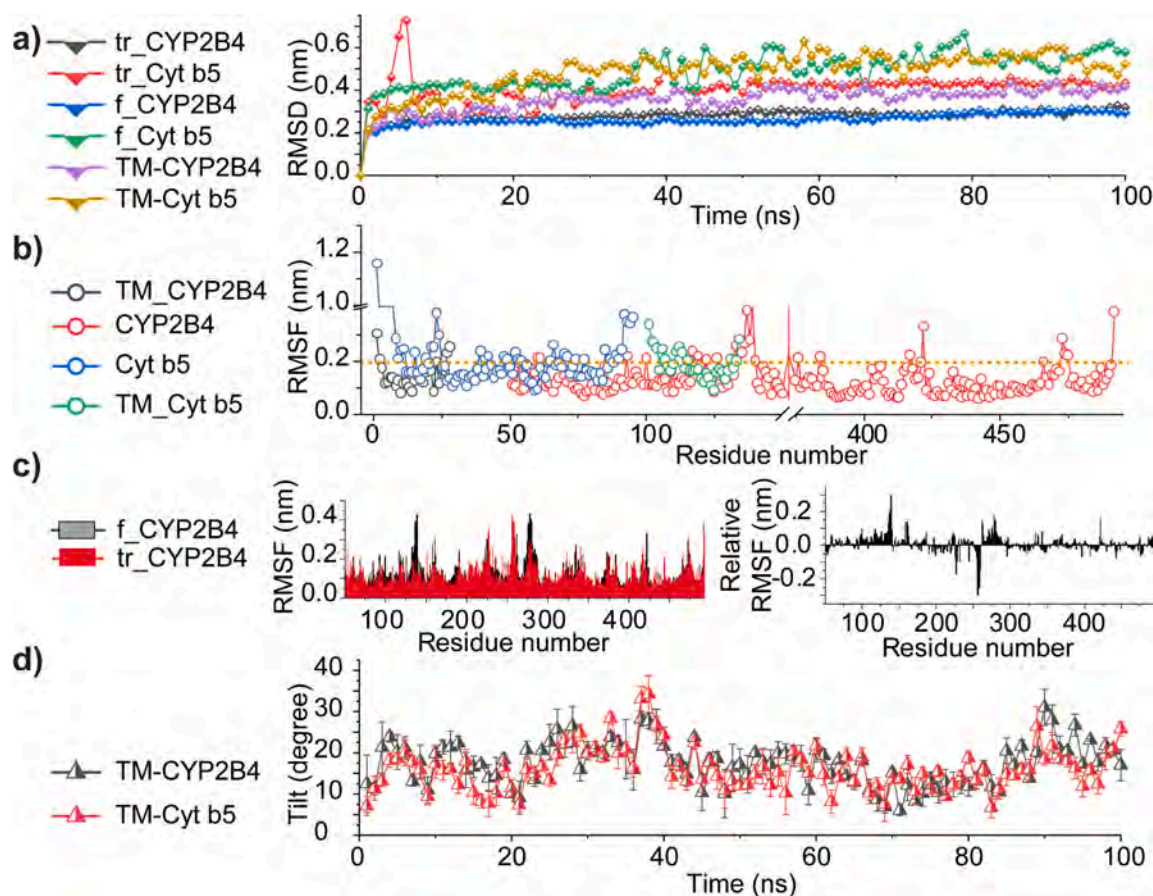 a)
tr_CYP2B4
tr_Cyt b5
f_CYP2B4
f_Cyt b5
TM-CYP2B4
TM-Cyt b5
RMSD (nm)
0.6
0.4
0.2
0.0
20 40 60 80 100
Time (ns)
b)
TM_CYP2B4
CYP2B4
Cyt b5
TM_Cyt b5
RMSF (nm)
1.2
1.0
0.2
0.0
0 50 100 400 450
Residue number
c)
f_CYP2B4
tr_CYP2B4
RMSF (nm)
0.4
0.2
0.0
100 200 300 400
Residue number
Relative
RMSF (nm)
0.2
0.0
-0.2
100 200 300 400
Residue number
d)
TM-CYP2B4
TM-Cyt b5
Tilt (degree)
40
30
20
10
0
0 20 40 60 80 100
Time (ns)